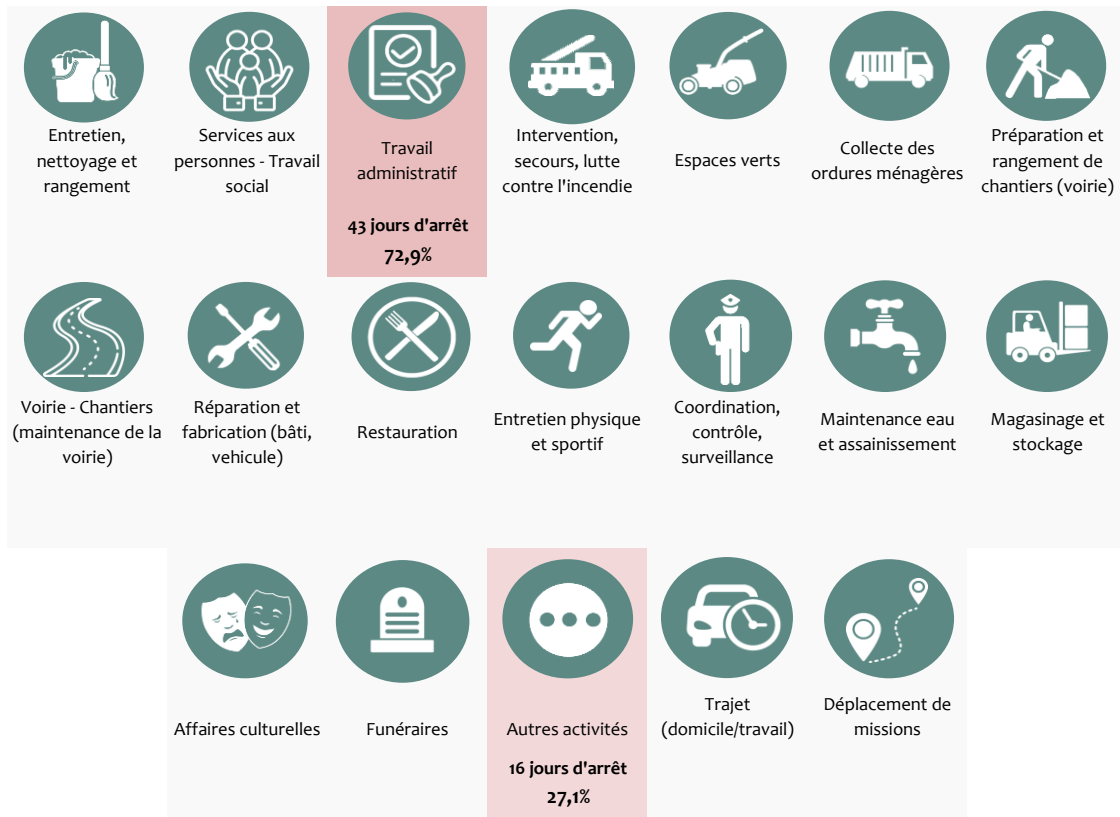 Entretien,
nettoyage et
rangement
Services aux
personnes - Travail
social
Travail
administratif
43 jours d'arrêt
72,9%
Intervention,
secours, lutte
contre l'incendie
Espaces verts
Collecte des
ordures ménagères
Préparation et
rangement de
chantiers (voirie)
Voirie - Chantiers
(maintenance de la
voirie)
Réparation et
fabrication (bâti,
vehicule)
Restauration
Entretien physique
et sportif
Coordination,
contrôle,
surveillance
Maintenance eau
et assainissement
Magasinage et
stockage
Affaires culturelles
Funéraires
Autres activités
16 jours d'arrêt
27,1%
Trajet
(domicile/travail)
Déplacement de
missions